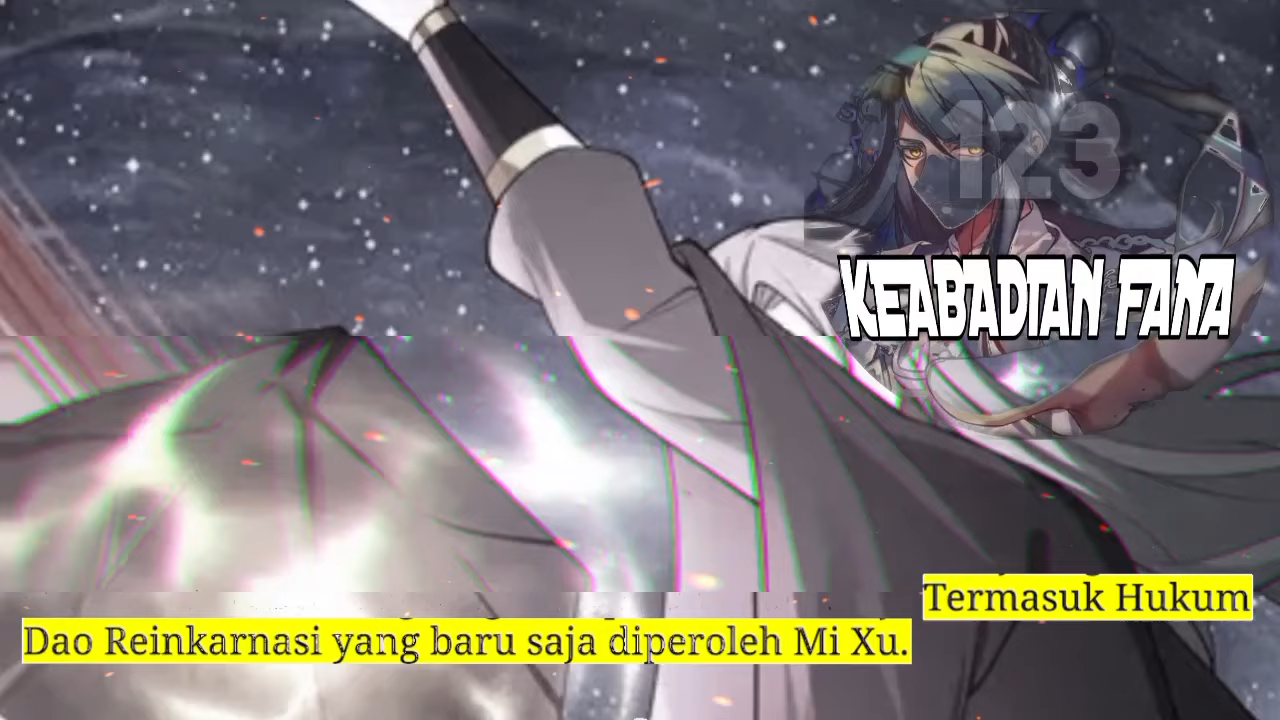 123
KEABADIAN FANA
Termasuk Hukum
Dao Reinkarnasi yang baru saja diperoleh Mi Xu.